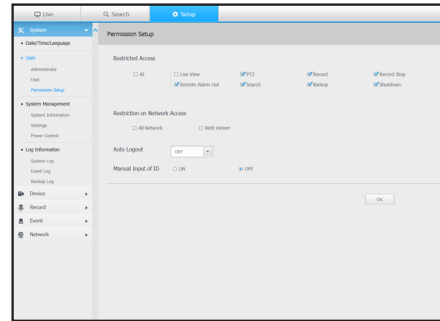 Live Search Setup
System
Permission Setup
• Date/Time/Language
• User
Administrator
User
Permission Setup
• System Management
System Information
Settings
Power Control
• Log Information
System Log
Event Log
Backup Log
Device
Record
Event
Network
Restricted Access
All Live View PTZ Record Record Stop
Remote Alarm Out Search Backup Shutdown
Restriction on Network Access
All Network Web Viewer
Auto Logout OFF
Manual Input of ID ON OFF
OK